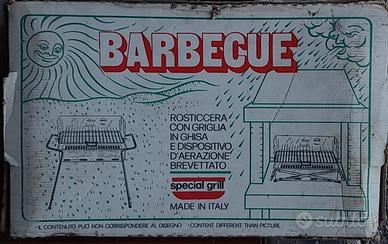 BARBECUE
ROSTICCERA
CON GRIGLIA
IN GHISA
E DISPOSITIVO
D'AERAZIONE
BREVETTATO
special grill
MADE IN ITALY
· IL CONTENUTO PUÒ NON CORRISPONDERE AL DISEGNO · CONTENT DIFFERENT THAN PICTURE
subito